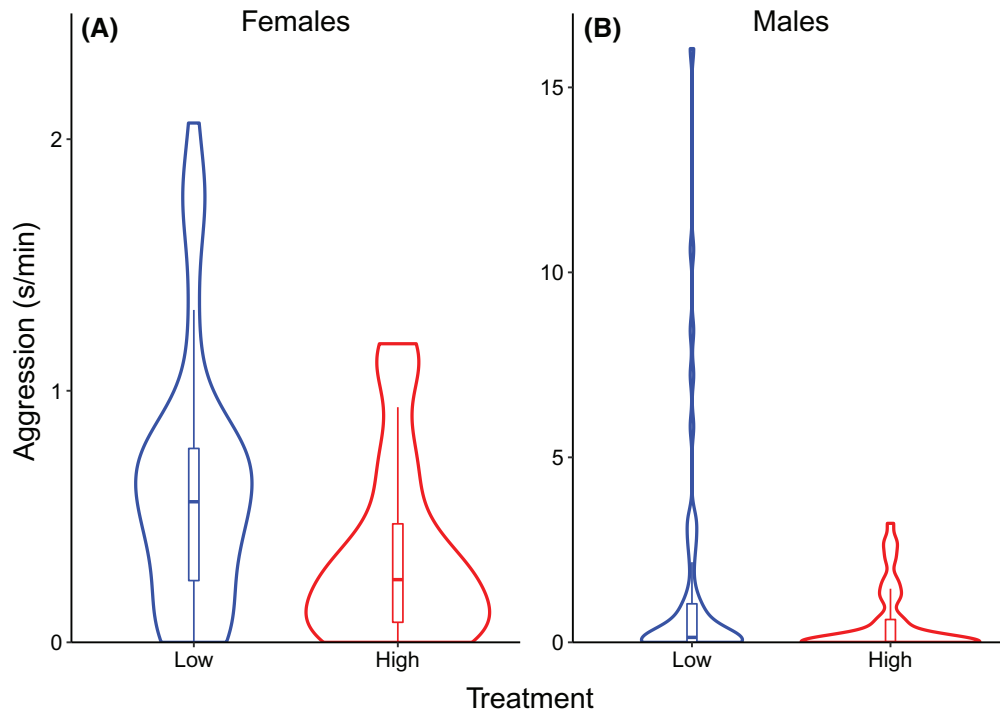 (A) Females
(B) Males
Aggression (s/min)
2
1
0
15
10
5
0
Low High
Low High
Treatment